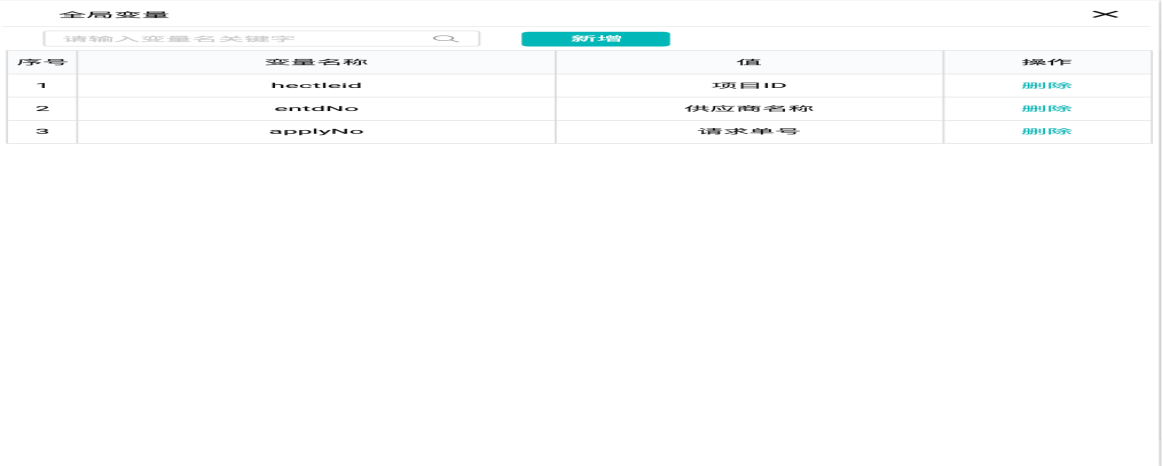 全局变量
请输入变量名关键字 新增
序号 变量名称 值 操作
1 hectleid 项目ID 删除
2 entdNo 供应商名称 删除
3 applyNo 请求单号 删除